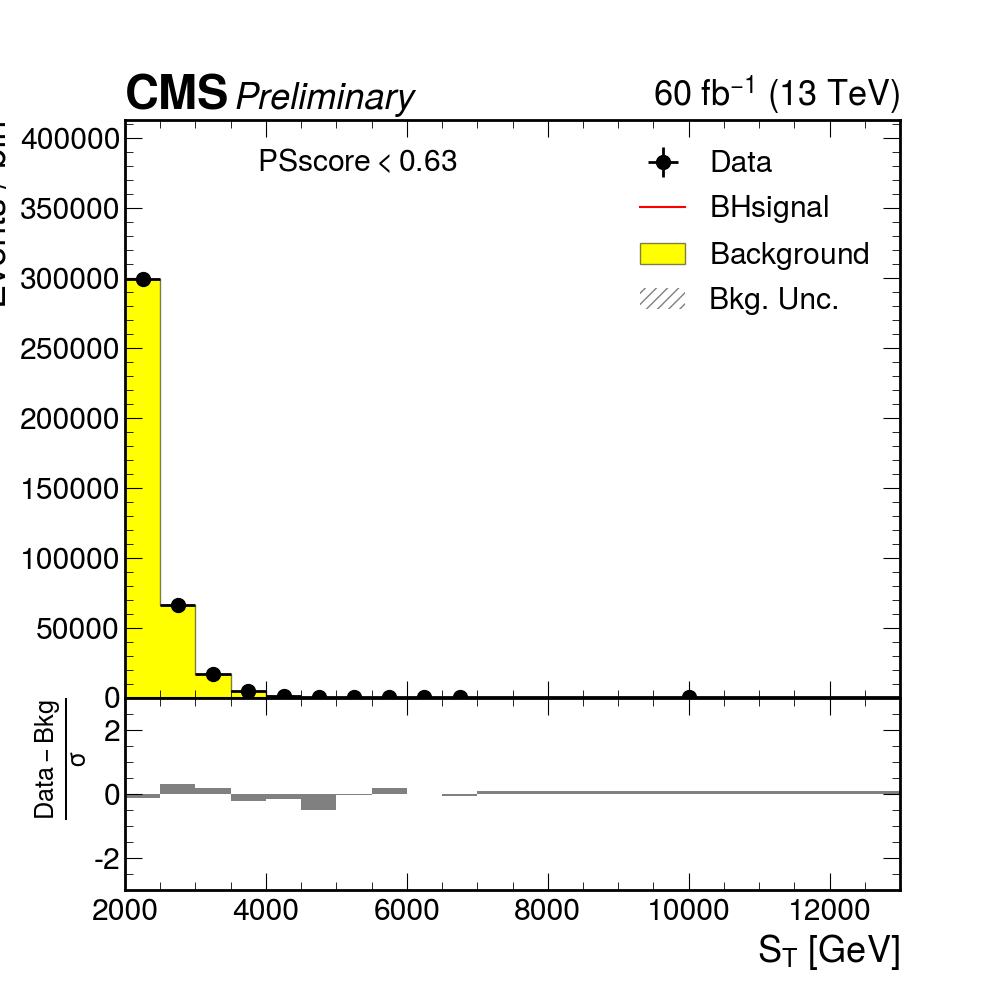 CMS Preliminary
60 fb⁻¹ (13 TeV)
PSscore < 0.63
Data
BHsignal
Background
Bkg. Unc.
400000
350000
300000
250000
200000
150000
100000
50000
0
Data – Bkg
σ
2
0
-2
2000 4000 6000 8000 10000 12000
S_T [GeV]